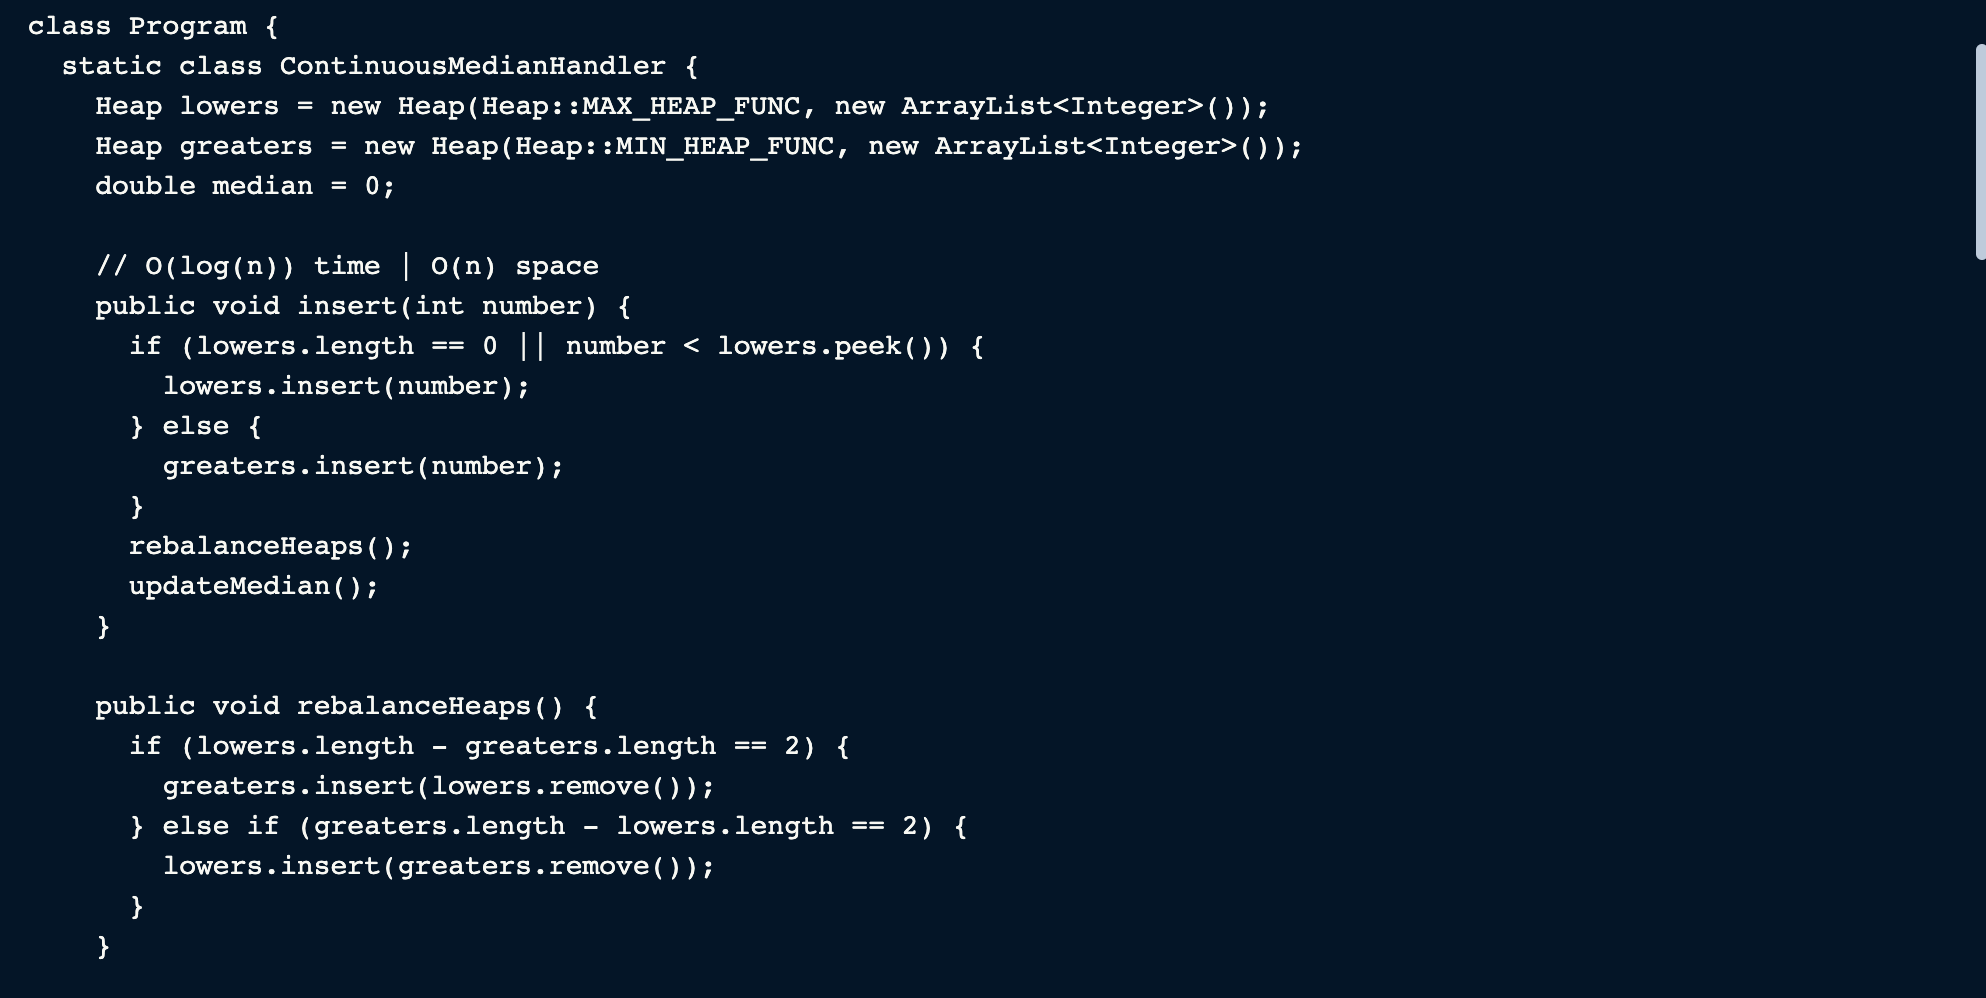 class Program {
  static class ContinuousMedianHandler {
    Heap lowers = new Heap(Heap::MAX_HEAP_FUNC, new ArrayList<Integer>());
    Heap greaters = new Heap(Heap::MIN_HEAP_FUNC, new ArrayList<Integer>());
    double median = 0;

    // O(log(n)) time | O(n) space
    public void insert(int number) {
      if (lowers.length == 0 || number < lowers.peek()) {
        lowers.insert(number);
      } else {
        greaters.insert(number);
      }
      rebalanceHeaps();
      updateMedian();
    }

    public void rebalanceHeaps() {
      if (lowers.length - greaters.length == 2) {
        greaters.insert(lowers.remove());
      } else if (greaters.length - lowers.length == 2) {
        lowers.insert(greaters.remove());
      }
    }